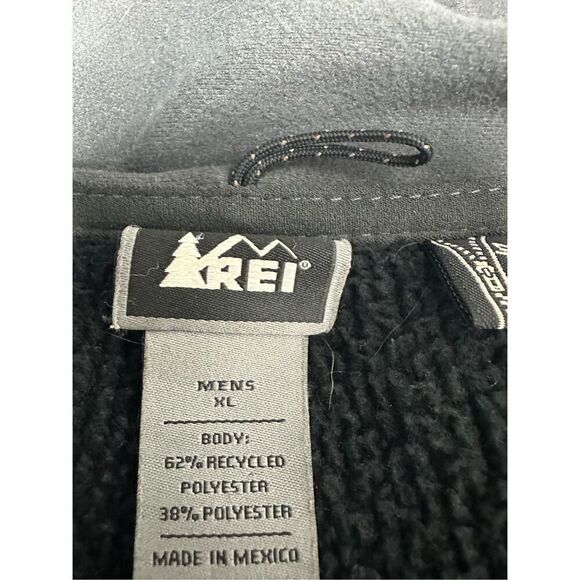 REI
MENS
XL
BODY:
62% RECYCLED
POLYESTER
38% POLYESTER
MADE IN MEXICO